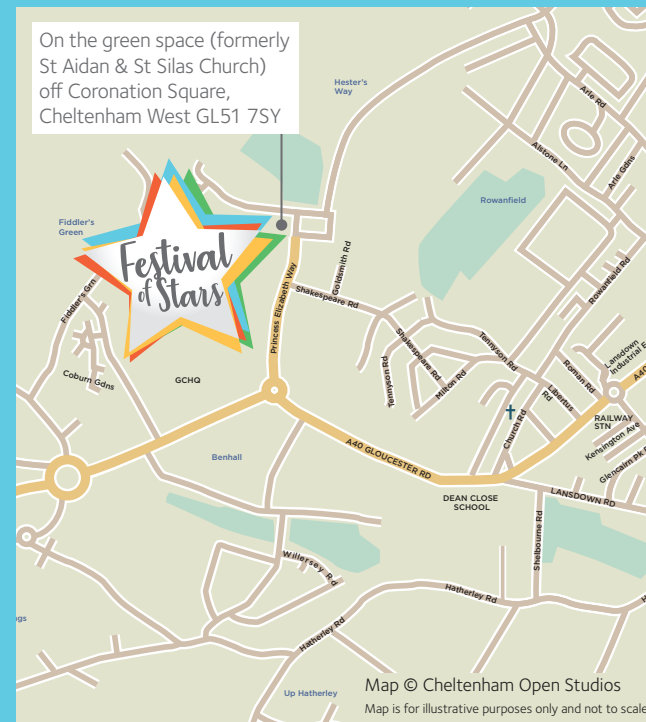 On the green space (formerly
St Aidan & St Silas Church)
off Coronation Square,
Cheltenham West GL51 7SY
Hester's
Way
Arle Rd
Alstone Ln
Arle Gdns
Rowanfield
Fiddler's
Green
Festival
of Stars
Goldsmith Rd
Princess Elizabeth Way
Rowanfield Rd
Fiddler's Grn
Shakespeare Rd
Shakespeare Rd
Tennyson Rd
Tennyson Rd
Milton Rd
Lansdown
Industrial E
Roman Rd
Libertus
Rd
A40
Coburn Gdns
GCHQ
Church Rd
RAILWAY
STN
Kensington Ave
Glencairn Pk R
Benhall
A40 GLOUCESTER RD
DEAN CLOSE
SCHOOL
LANSDOWN RD
Shelbourne Rd
Willersey Rd
Hatherley Rd
H
ngs
Hatherley Rd
Up Hatherley
Map © Cheltenham Open Studios
Map is for illustrative purposes only and not to scale